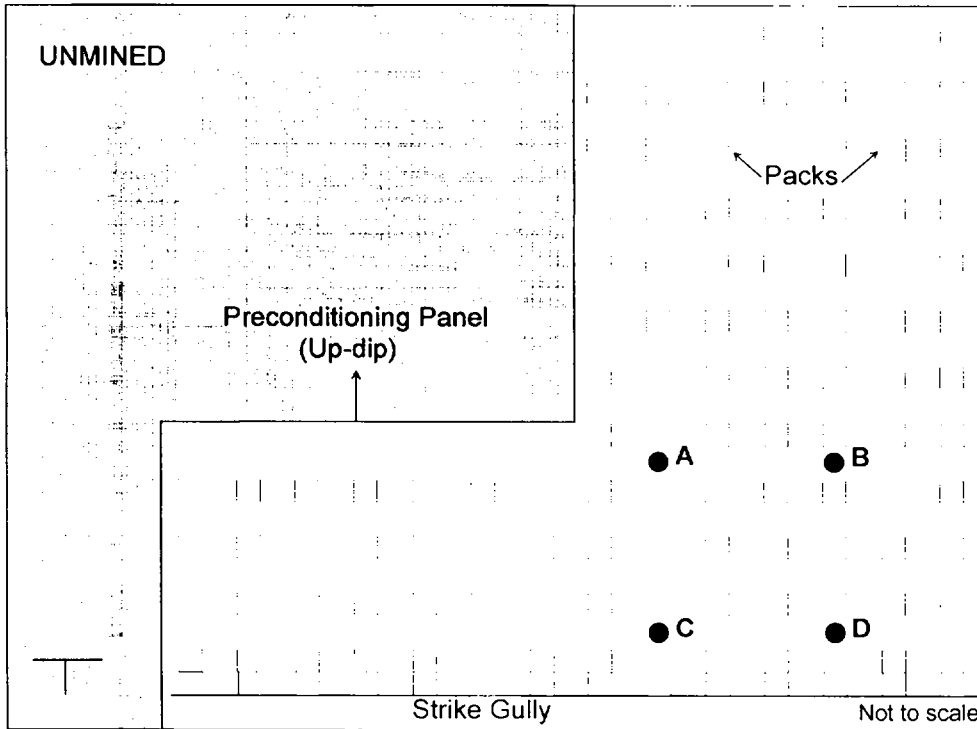 UNMINED
Packs
Preconditioning Panel
(Up-dip)
A
B
C
D
Strike Gully
Not to scale